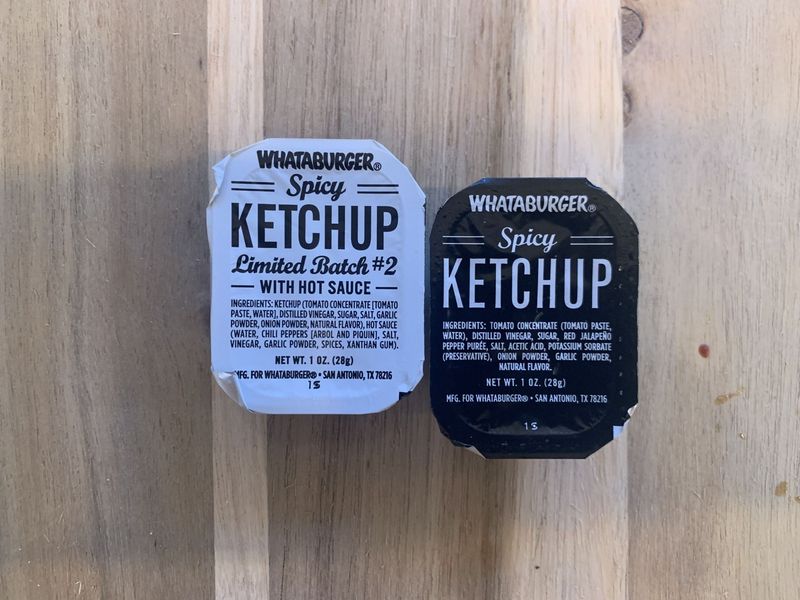 WHATABURGER®
Spicy
KETCHUP
Limited Batch #2
WITH HOT SAUCE
INGREDIENTS: KETCHUP (TOMATO CONCENTRATE [TOMATO
PASTE, WATER], DISTILLED VINEGAR, SUGAR, SALT, GARLIC
POWDER, ONION POWDER, NATURAL FLAVOR), HOT SAUCE
(WATER, CHILI PEPPERS [ARBOL AND PIQUIN], SALT,
VINEGAR, GARLIC POWDER, SPICES, XANTHAN GUM).
NET WT. 1 OZ. (28g)
MFG. FOR WHATABURGER® • SAN ANTONIO, TX 78216
WHATABURGER®
Spicy
KETCHUP
INGREDIENTS: TOMATO CONCENTRATE (TOMATO PASTE,
WATER), DISTILLED VINEGAR, SUGAR, RED JALAPEÑO
PEPPER PURÉE, SALT, ACETIC ACID, POTASSIUM SORBATE
(PRESERVATIVE), ONION POWDER, GARLIC POWDER,
NATURAL FLAVOR.
NET WT. 1 OZ. (28g)
MFG. FOR WHATABURGER® • SAN ANTONIO, TX 78216